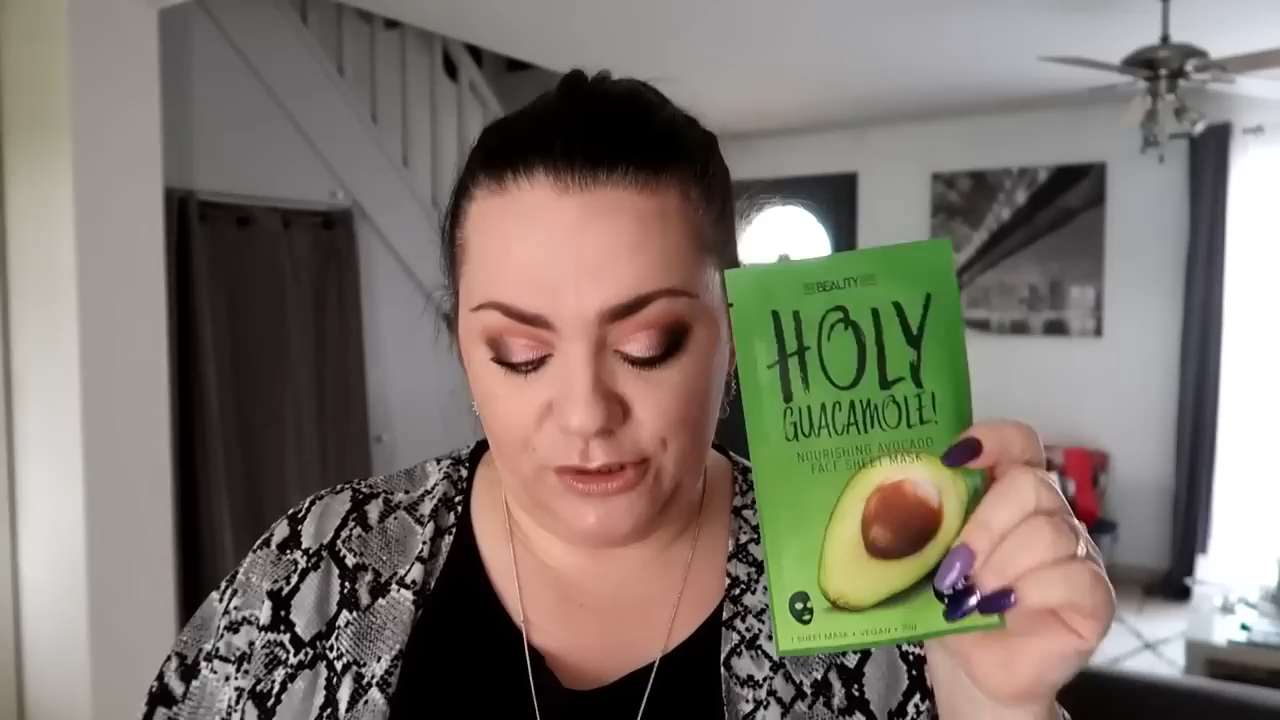 BEAUTY
HOLY
GUACAMOLE!
NOURISHING AVOCADO
FACE SHEET MASK
1 SHEET MASK • VEGAN •